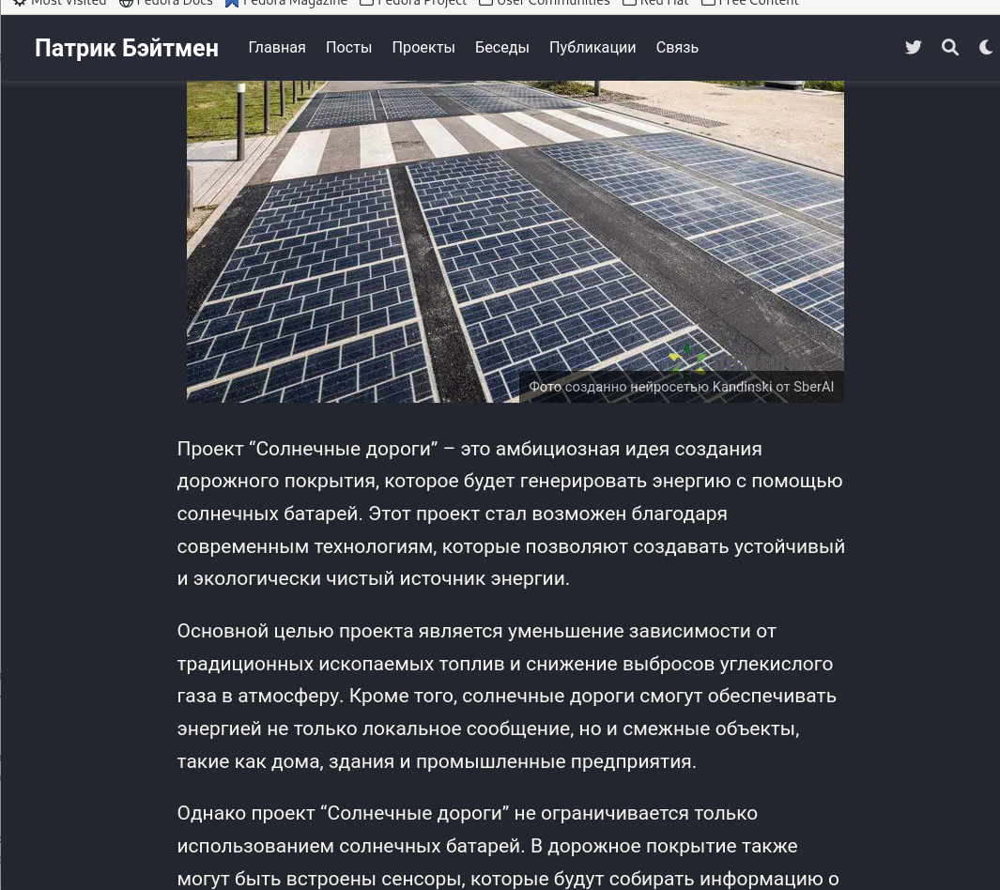 Most Visited Fedora Docs Fedora Magazine Fedora Project User Communities Red Hat Free Content
Патрик Бэйтмен Главная Посты Проекты Беседы Публикации Связь
Фото созданно нейросетью Kandinski от SberAI
Проект “Солнечные дороги” – это амбициозная идея создания
дорожного покрытия, которое будет генерировать энергию с помощью
солнечных батарей. Этот проект стал возможен благодаря
современным технологиям, которые позволяют создавать устойчивый
и экологически чистый источник энергии.
Основной целью проекта является уменьшение зависимости от
традиционных ископаемых топлив и снижение выбросов углекислого
газа в атмосферу. Кроме того, солнечные дороги смогут обеспечивать
энергией не только локальное сообщение, но и смежные объекты,
такие как дома, здания и промышленные предприятия.
Однако проект “Солнечные дороги” не ограничивается только
использованием солнечных батарей. В дорожное покрытие также
могут быть встроены сенсоры, которые будут собирать информацию о